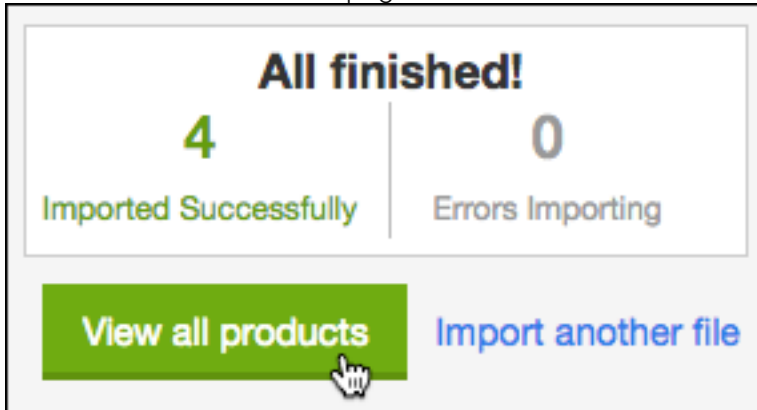 All finished!
4 0
Imported Successfully Errors Importing
View all products Import another file